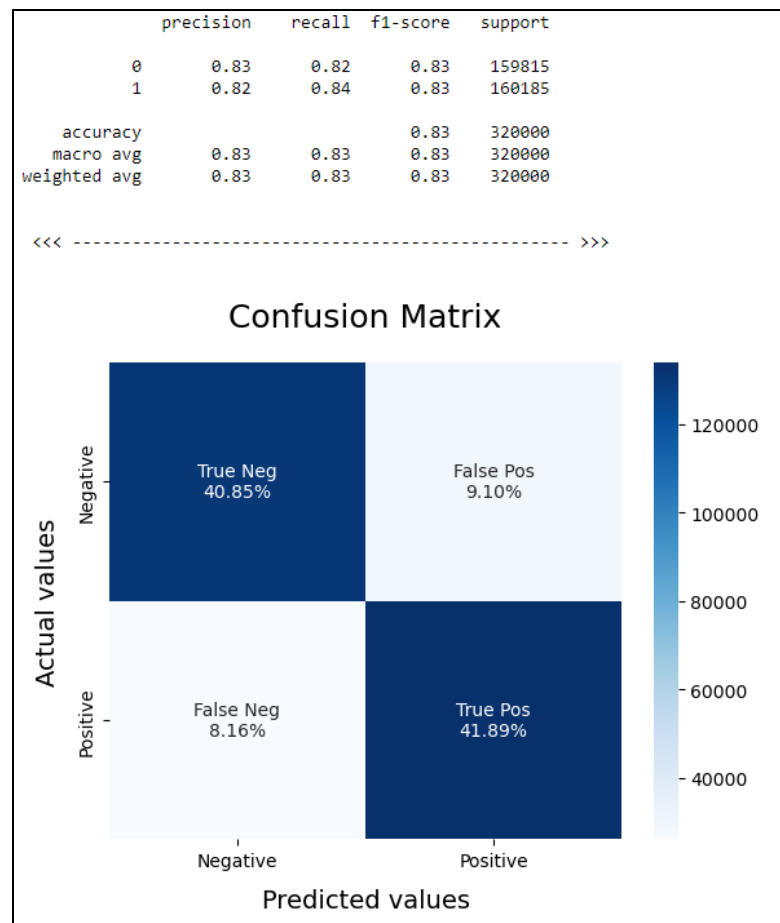 precision recall f1-score support
0 0.83 0.82 0.83 159815
1 0.82 0.84 0.83 160185
accuracy 0.83 320000
macro avg 0.83 0.83 0.83 320000
weighted avg 0.83 0.83 0.83 320000
<<< -------------------------------------------------- >>>
Confusion Matrix
True Neg
40.85%
False Pos
9.10%
False Neg
8.16%
True Pos
41.89%
Negative
Positive
Actual values
Negative Positive
Predicted values
120000
100000
80000
60000
40000